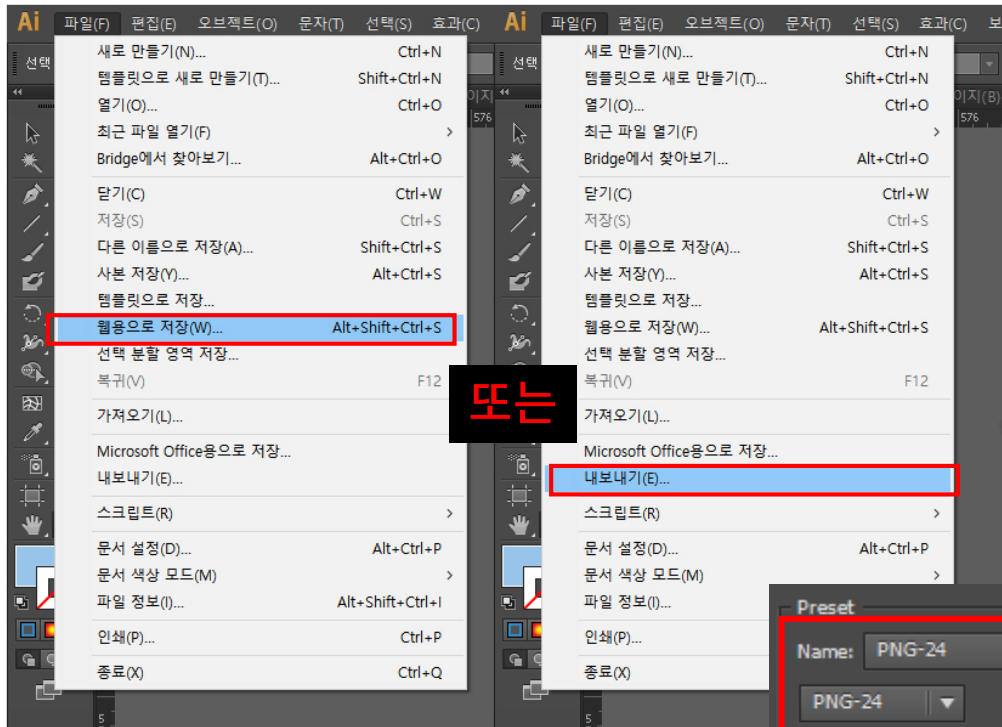 Ai 파일(F) 편집(E) 오브젝트(O) 문자(T) 선택(S) 효과(C)
선택
새로 만들기(N)... Ctrl+N
템플릿으로 새로 만들기(T)... Shift+Ctrl+N
열기(O)... Ctrl+O
최근 파일 열기(F) >
Bridge에서 찾아보기... Alt+Ctrl+O
닫기(C) Ctrl+W
저장(S) Ctrl+S
다른 이름으로 저장(A)... Shift+Ctrl+S
사본 저장(Y)... Alt+Ctrl+S
템플릿으로 저장...
웹용으로 저장(W)... Alt+Shift+Ctrl+S
선택 분할 영역 저장...
복귀(V) F12
가져오기(L)...
Microsoft Office용으로 저장...
내보내기(E)...
스크립트(R) >
문서 설정(D)... Alt+Ctrl+P
문서 색상 모드(M) >
파일 정보(I)... Alt+Shift+Ctrl+I
인쇄(P)... Ctrl+P
종료(X) Ctrl+Q
이지
576
5
또는
Ai 파일(F) 편집(E) 오브젝트(O) 문자(T) 선택(S) 효과(C) 보
선택
새로 만들기(N)... Ctrl+N
템플릿으로 새로 만들기(T)... Shift+Ctrl+N
열기(O)... Ctrl+O
최근 파일 열기(F) >
Bridge에서 찾아보기... Alt+Ctrl+O
닫기(C) Ctrl+W
저장(S) Ctrl+S
다른 이름으로 저장(A)... Shift+Ctrl+S
사본 저장(Y)... Alt+Ctrl+S
템플릿으로 저장...
웹용으로 저장(W)... Alt+Shift+Ctrl+S
선택 분할 영역 저장...
복귀(V) F12
가져오기(L)...
Microsoft Office용으로 저장...
내보내기(E)...
스크립트(R) >
문서 설정(D)... Alt+Ctrl+P
문서 색상 모드(M) >
파일 정보(I)...
인쇄(P)...
종료(X)
이지(B)
576
5
Preset
Name: PNG-24
PNG-24